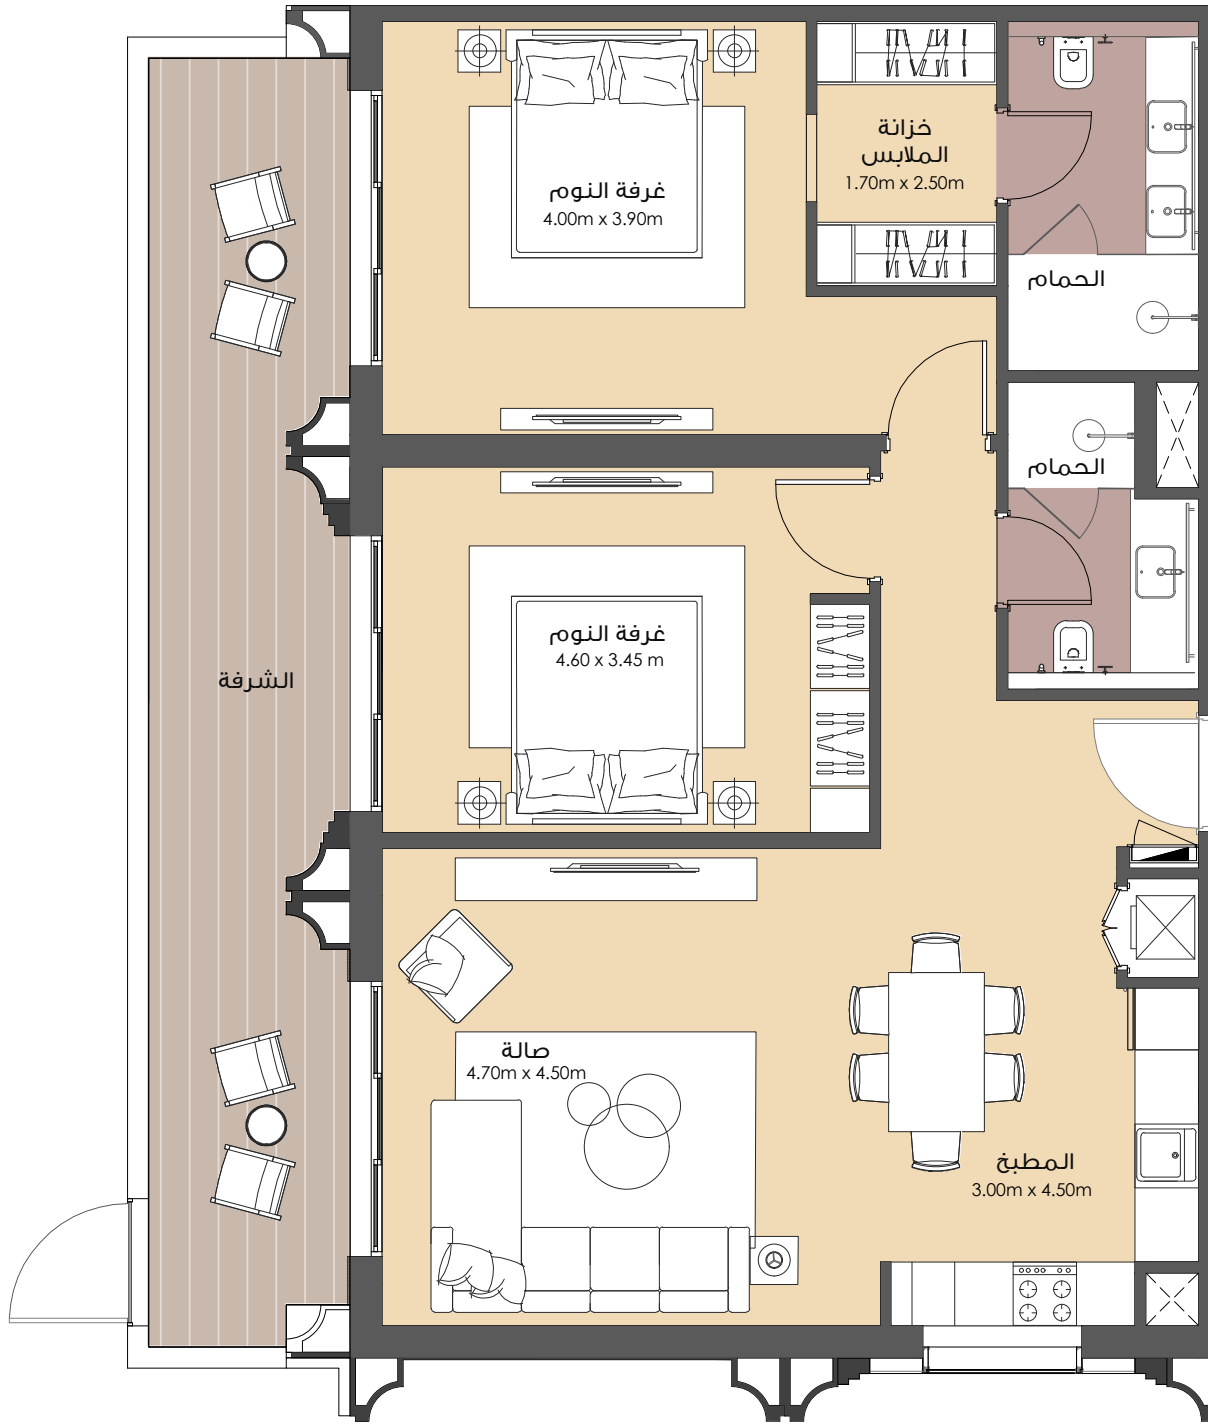 خزانة
الملابس
1.70m x 2.50m
غرفة النوم
4.00m x 3.90m
الحمام
الحمام
غرفة النوم
4.60 x 3.45 m
الشرفة
صالة
4.70m x 4.50m
المطبخ
3.00m x 4.50m